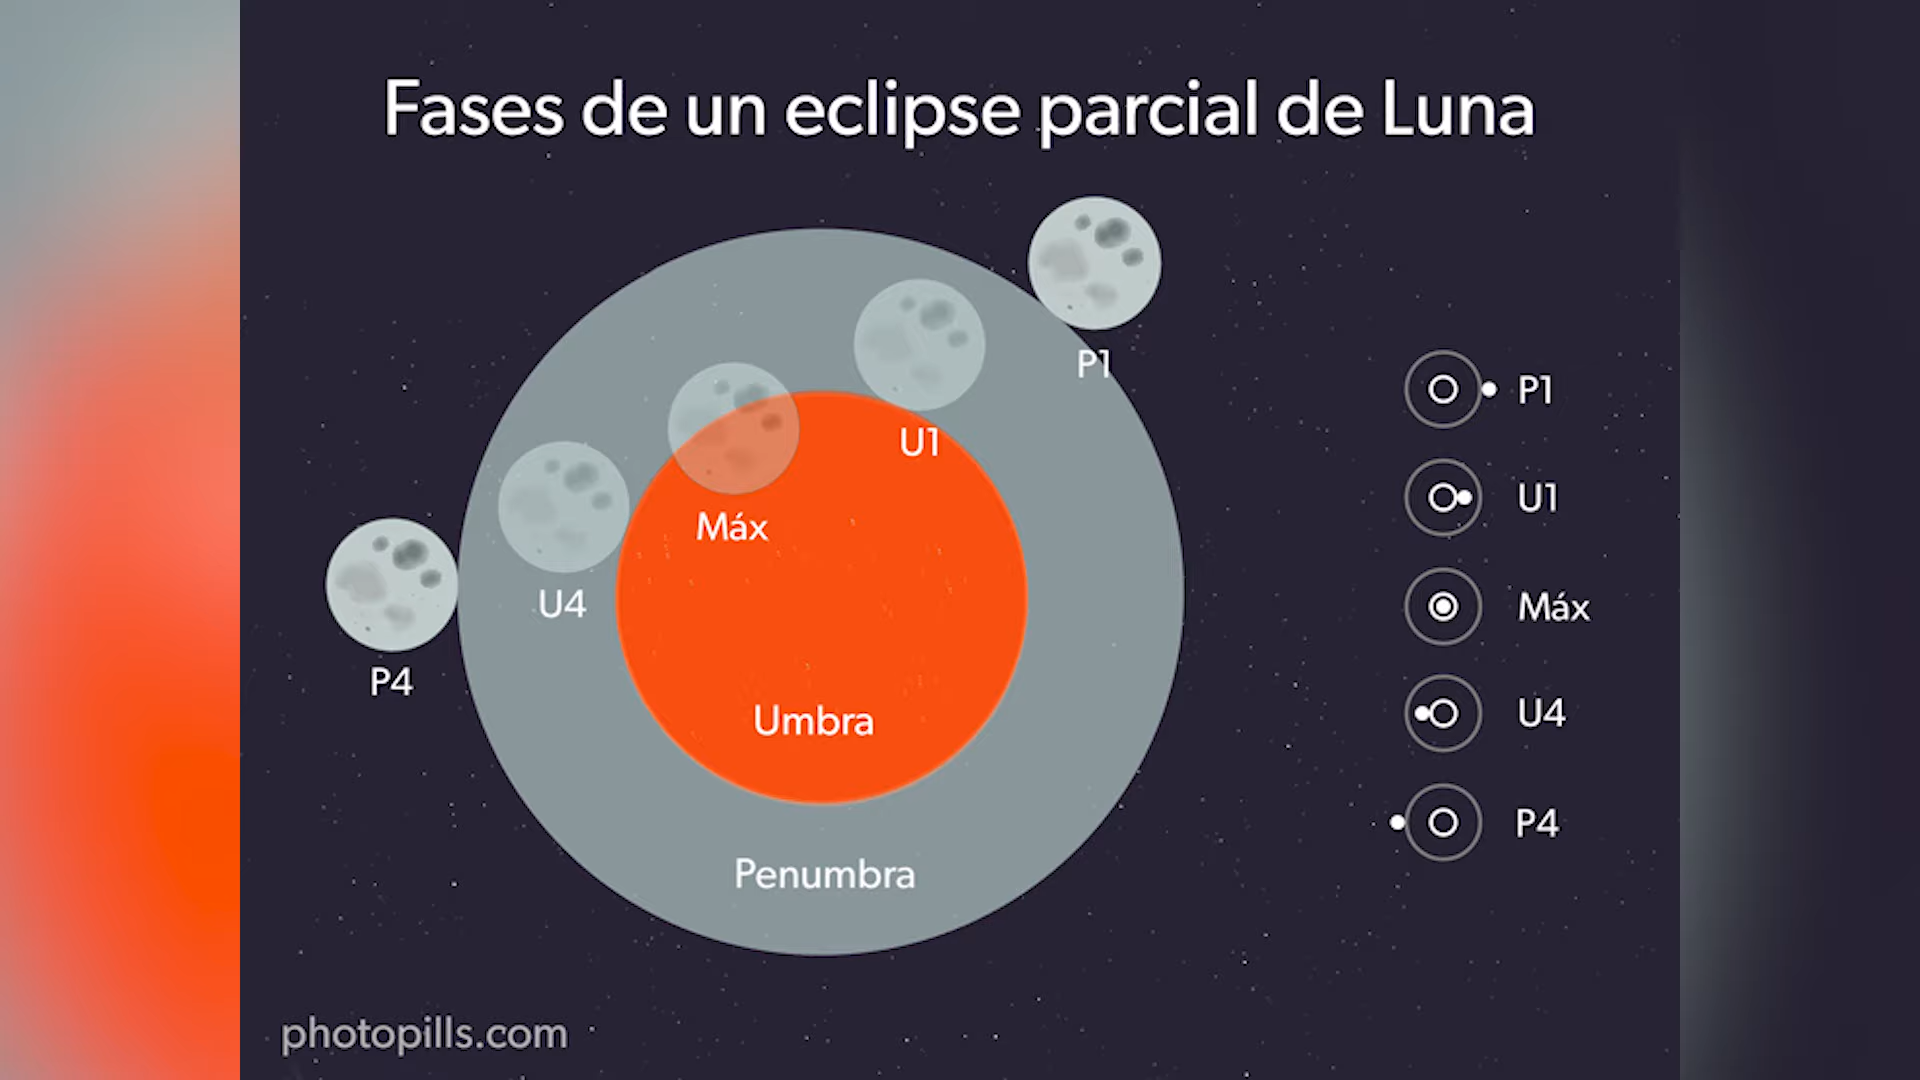 Fases de un eclipse parcial de Luna
P1
U1
Máx
U4
P4
Umbra
Penumbra
P1
U1
Máx
U4
P4
photopills.com